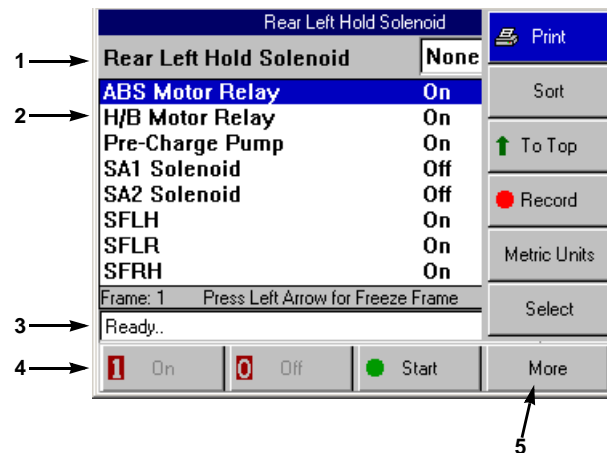 Rear Left Hold Solenoid
Print
1
Rear Left Hold Solenoid None
ABS Motor Relay On
Sort
2
H/B Motor Relay On
Pre-Charge Pump On
To Top
SA1 Solenoid Off
SA2 Solenoid Off
Record
SFLH On
SFLR On
Metric Units
SFRH On
Frame: 1 Press Left Arrow for Freeze Frame
Select
3
Ready..
4
1 On
0 Off
Start
More
5